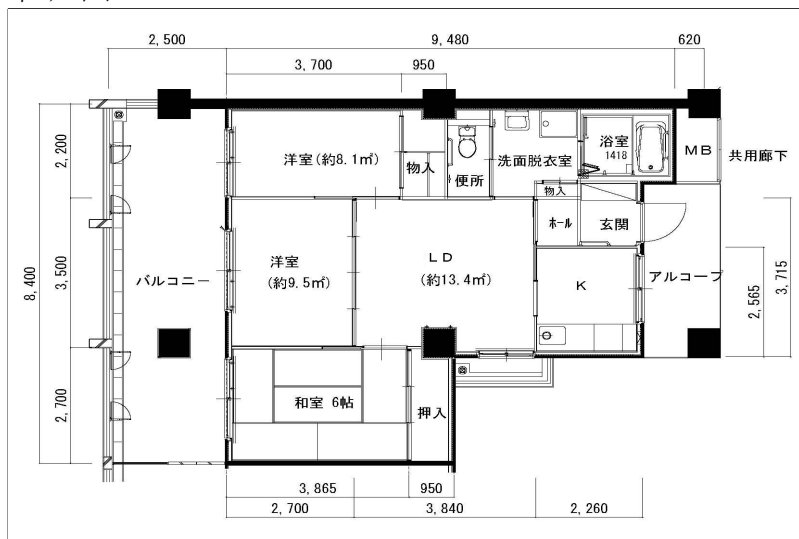 2,500
9,480
620
3,700
950
2,200
3,500
2,700
8,400
洋室(約8.1㎡)
物入
便所
洗面脱衣室
浴室
1418
MB
共用廊下
物入
ホール
玄関
洋室
(約9.5㎡)
LD
(約13.4㎡)
K
バルコニー
アルコーブ
2,565
3,715
和室 6帖
押入
3,865
950
2,700
3,840
2,260